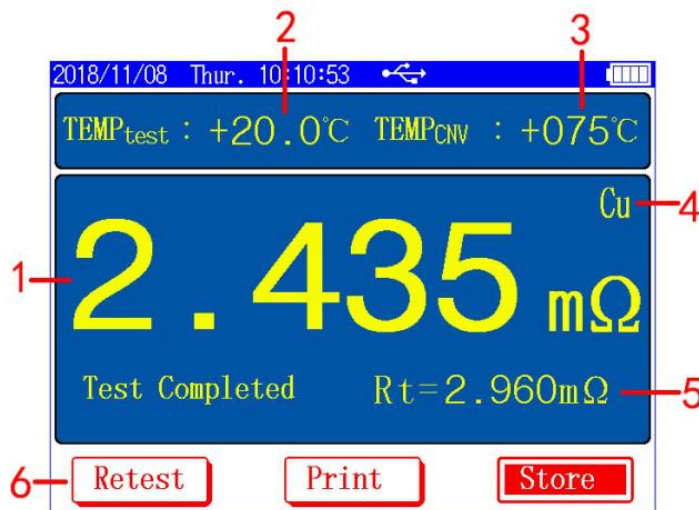 2 3
2018/11/08 Thur. 10:10:53
TEMPtest : +20.0℃ TEMPCNV : +075℃
Cu 4
1 2.435 mΩ
Test Completed Rt=2.960mΩ 5
6 Retest Print Store